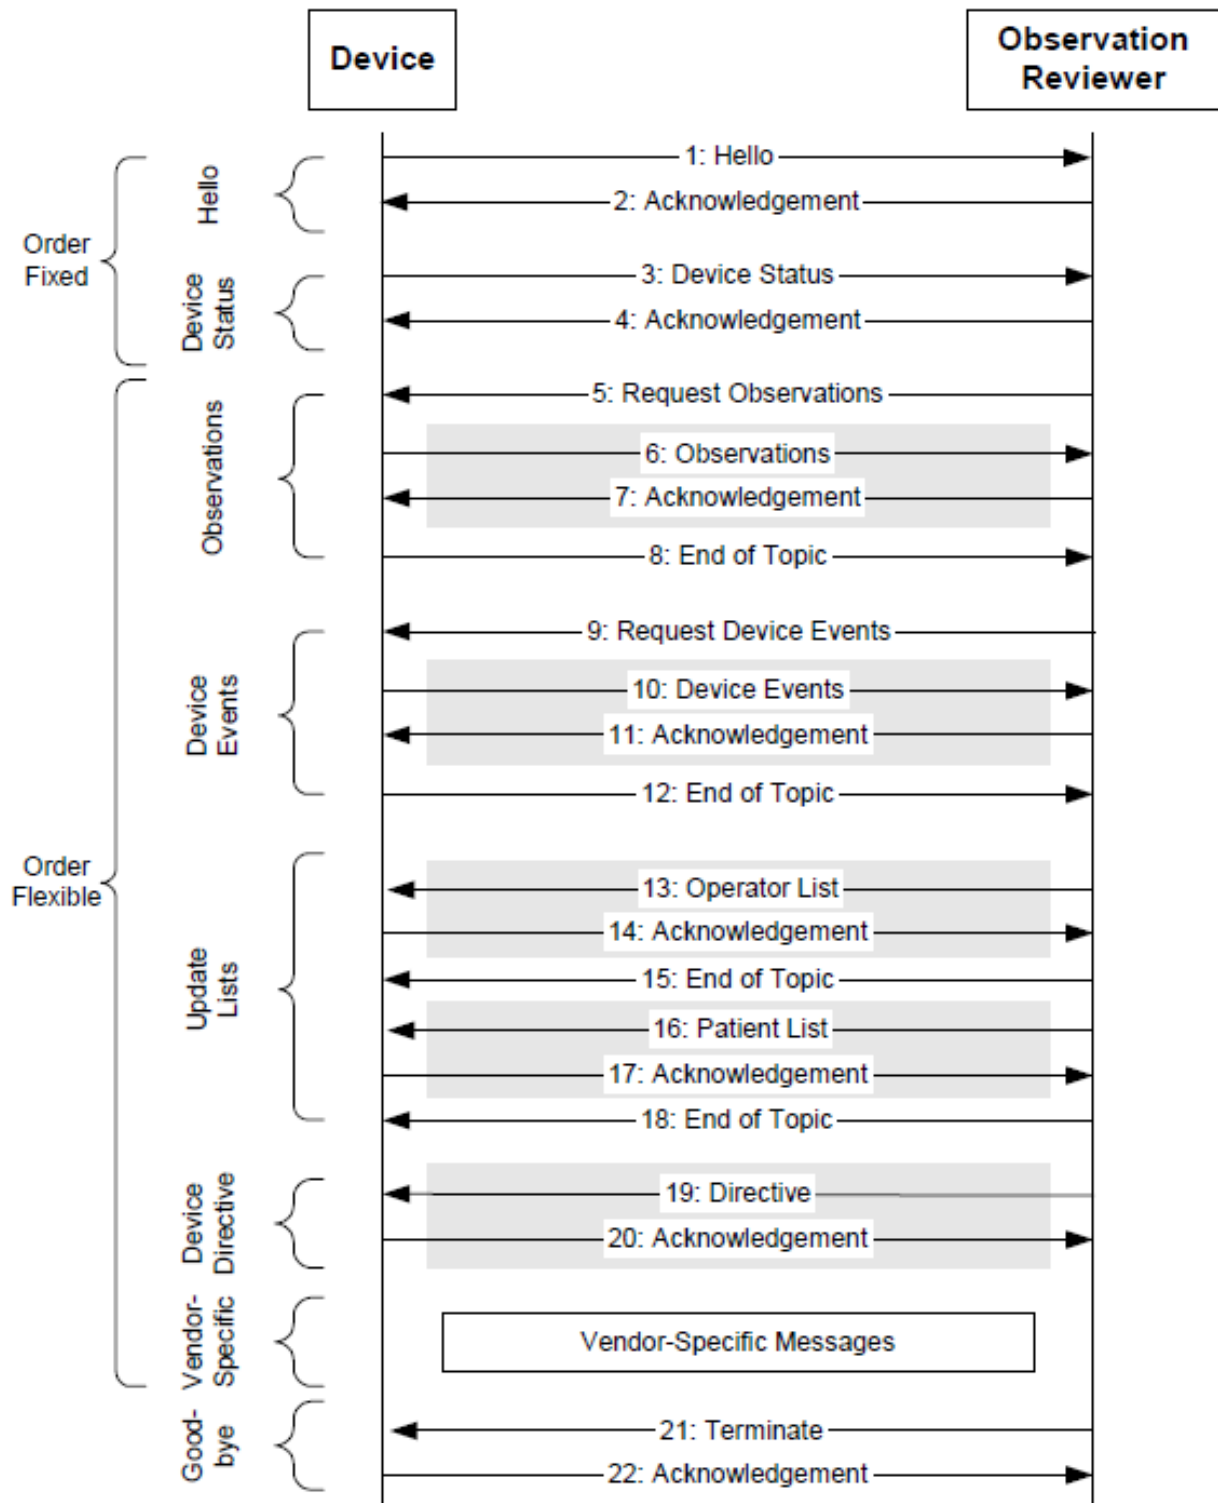 Device
Observation
Reviewer
Order
Fixed
Hello
1: Hello
2: Acknowledgement
Device
Status
3: Device Status
4: Acknowledgement
Order
Flexible
Observations
5: Request Observations
6: Observations
7: Acknowledgement
8: End of Topic
Device
Events
9: Request Device Events
10: Device Events
11: Acknowledgement
12: End of Topic
Update
Lists
13: Operator List
14: Acknowledgement
15: End of Topic
16: Patient List
17: Acknowledgement
18: End of Topic
Device
Directive
19: Directive
20: Acknowledgement
Vendor-
Specific
Vendor-Specific Messages
Good-
bye
21: Terminate
22: Acknowledgement